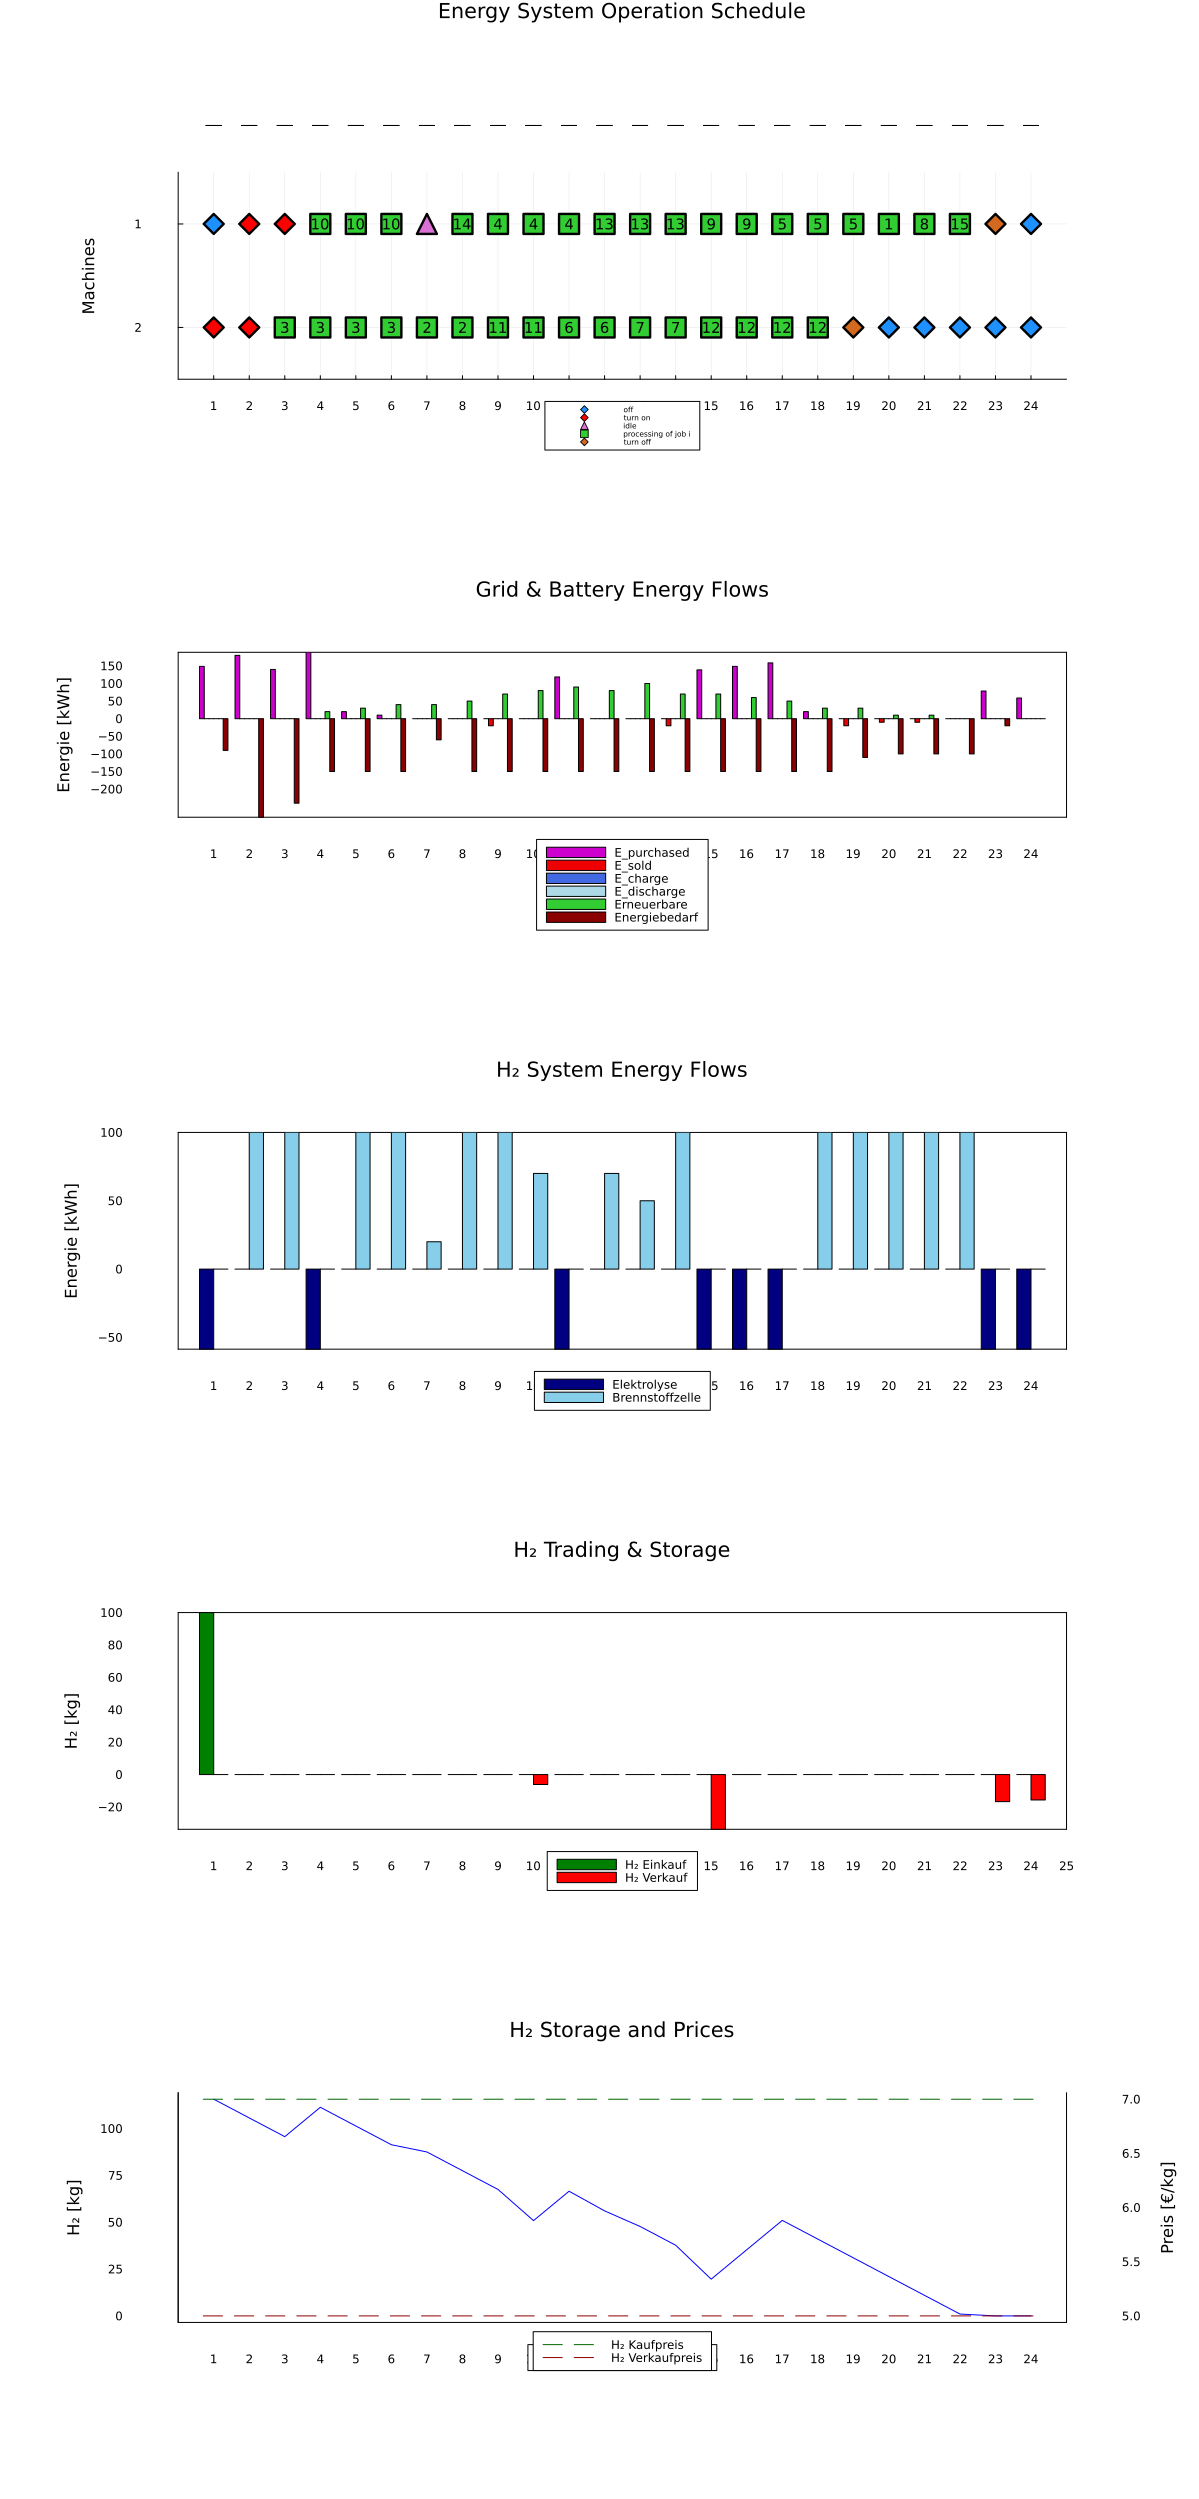 Energy System Operation Schedule
Machines
1
10 10 10 14 4 4 4 13 13 13 9 9 5 5 5 1 8 15
2
3 3 3 3 2 2 11 11 6 6 7 7 12 12 12 12
1 2 3 4 5 6 7 8 9 10 15 16 17 18 19 20 21 22 23 24
off
turn on
idle
processing of job i
turn off
Grid & Battery Energy Flows
Energie [kWh]
150
100
50
0
−50
−100
−150
−200
1 2 3 4 5 6 7 8 9 10 15 16 17 18 19 20 21 22 23 24
E_purchased
E_sold
E_charge
E_discharge
Erneuerbare
Energiebedarf
H₂ System Energy Flows
Energie [kWh]
100
50
0
−50
1 2 3 4 5 6 7 8 9 1 5 16 17 18 19 20 21 22 23 24
Elektrolyse
Brennstoffzelle
H₂ Trading & Storage
H₂ [kg]
100
80
60
40
20
0
−20
1 2 3 4 5 6 7 8 9 10 15 16 17 18 19 20 21 22 23 24 25
H₂ Einkauf
H₂ Verkauf
H₂ Storage and Prices
H₂ [kg]
100
75
50
25
0
7.0
6.5
6.0
5.5
5.0
Preis [€/kg]
1 2 3 4 5 6 7 8 9 16 17 18 19 20 21 22 23 24
H₂ Kaufpreis
H₂ Verkaufpreis